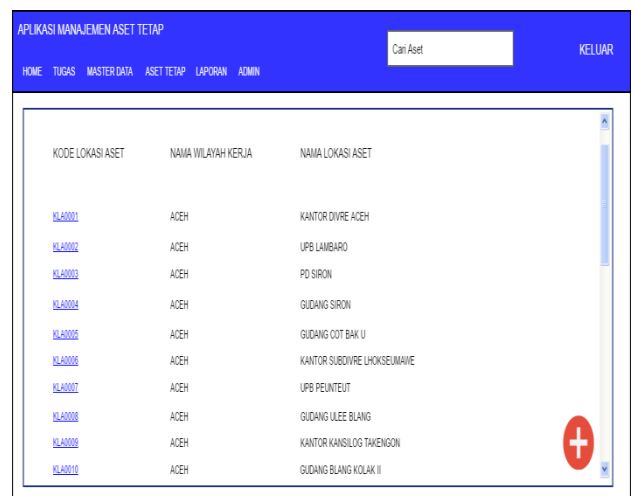 APLIKASI MANAJEMEN ASET TETAP
Cari Aset
KELUAR
HOME TUGAS MASTER DATA ASET TETAP LAPORAN ADMIN
KODE LOKASI ASET NAMA WILAYAH KERJA NAMA LOKASI ASET
KLA0001 ACEH KANTOR DIVRE ACEH
KLA0002 ACEH UPB LAMBARO
KLA0003 ACEH PD SIRON
KLA0004 ACEH GUDANG SIRON
KLA0005 ACEH GUDANG COT BAK U
KLA0006 ACEH KANTOR SUBDIVRE LHOKSEUMAWE
KLA0007 ACEH UPB PEUNTEUT
KLA0008 ACEH GUDANG ULEE BLANG
KLA0009 ACEH KANTOR KANSILOG TAKENGON
KLA0010 ACEH GUDANG BLANG KOLAK II